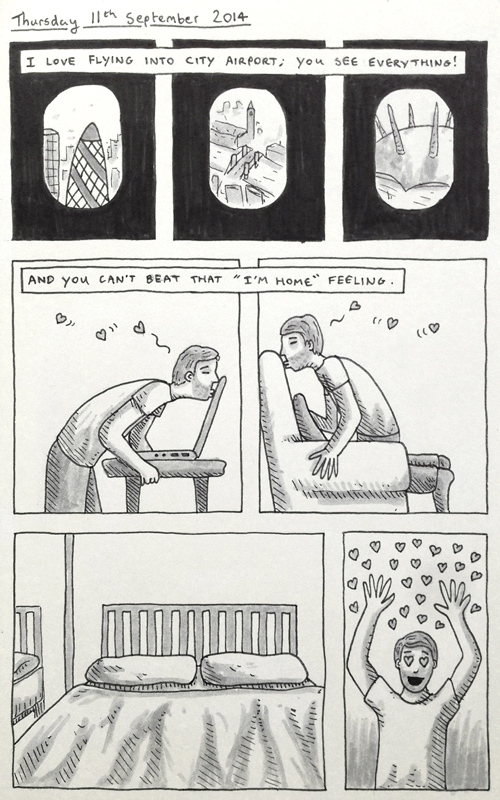 Thursday 11th September 2014
I LOVE FLYING INTO CITY AIRPORT; YOU SEE EVERYTHING!
AND YOU CAN'T BEAT THAT "I'M HOME" FEELING.